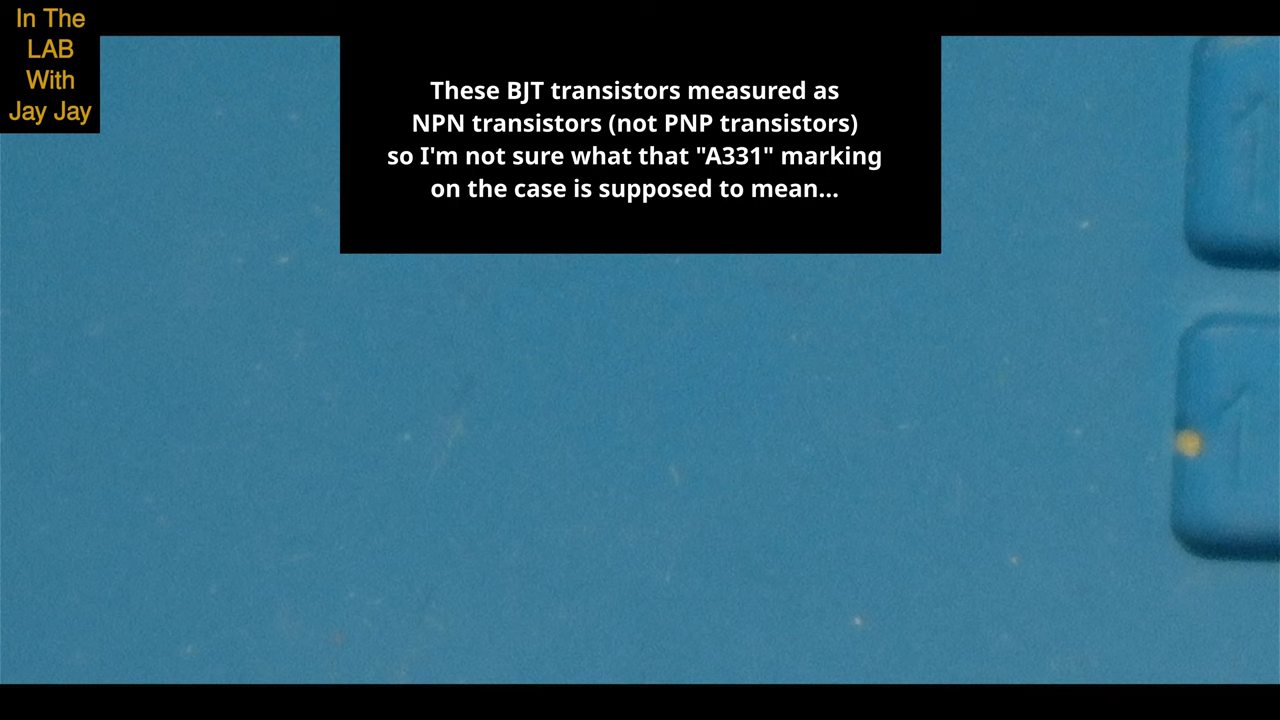 In The
LAB
With
Jay Jay
These BJT transistors measured as
NPN transistors (not PNP transistors)
so I'm not sure what that "A331" marking
on the case is supposed to mean...